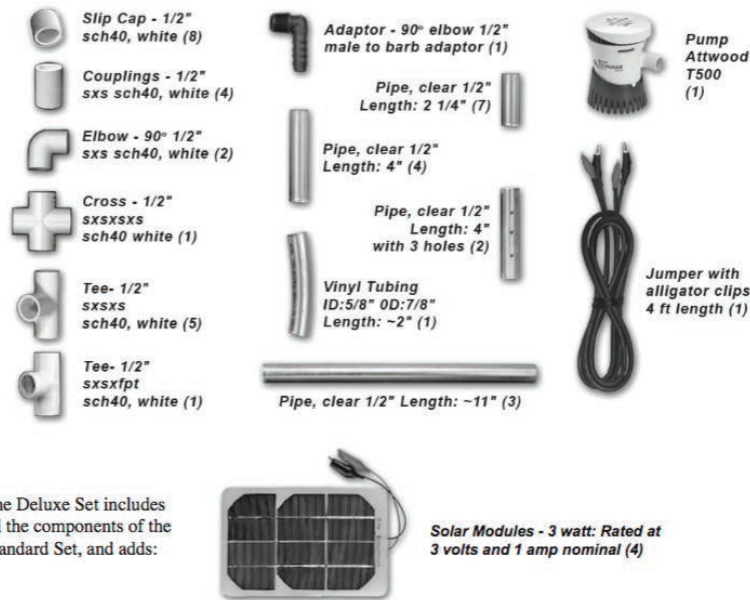 Slip Cap - 1/2"
sch40, white (8)
Couplings - 1/2"
sxs sch40, white (4)
Elbow - 90° 1/2"
sxs sch40, white (2)
Cross - 1/2"
sxsxsxs
sch40 white (1)
Tee- 1/2"
sxsxs
sch40, white (5)
Tee- 1/2"
sxsxfpt
sch40, white (1)
Adaptor - 90° elbow 1/2"
male to barb adaptor (1)
Pipe, clear 1/2"
Length: 2 1/4" (7)
Pipe, clear 1/2"
Length: 4" (4)
Pipe, clear 1/2"
Length: 4"
with 3 holes (2)
Vinyl Tubing
ID:5/8" OD:7/8"
Length: ~2" (1)
Pipe, clear 1/2" Length: ~11" (3)
Pump
Attwood
T500
(1)
Jumper with
alligator clips
4 ft length (1)
Deluxe Set includes
the components of the
Set, and adds:
Solar Modules - 3 watt: Rated at
3 volts and 1 amp nominal (4)